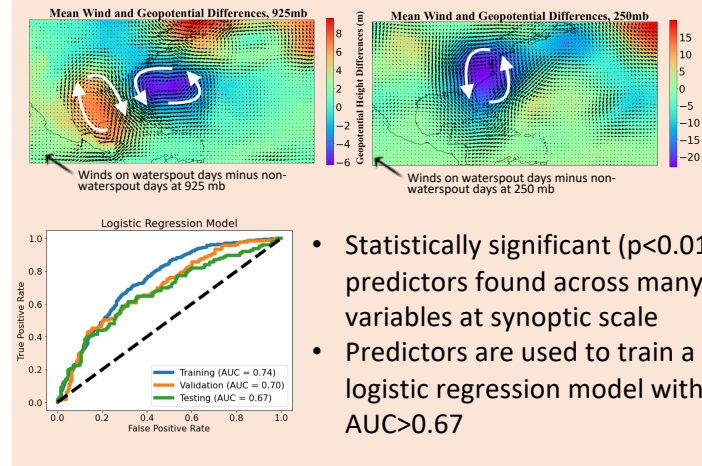 Mean Wind and Geopotential Differences, 925mb
8
6
4
2
0
−2
−4
−6
Winds on waterspout days minus non-
waterspout days at 925 mb
Mean Wind and Geopotential Differences, 250mb
Geopotential Height Differences (m)
15
10
5
0
−5
−10
−15
−20
Winds on waterspout days minus non-
waterspout days at 250 mb
Logistic Regression Model
True Positive Rate
1.0
0.8
0.6
0.4
0.2
0.0
Training (AUC = 0.74)
Validation (AUC = 0.70)
Testing (AUC = 0.67)
0.0 0.2 0.4 0.6 0.8 1.0
False Positive Rate
• Statistically significant (p<0.01
predictors found across many
variables at synoptic scale
• Predictors are used to train a
logistic regression model with
AUC>0.67